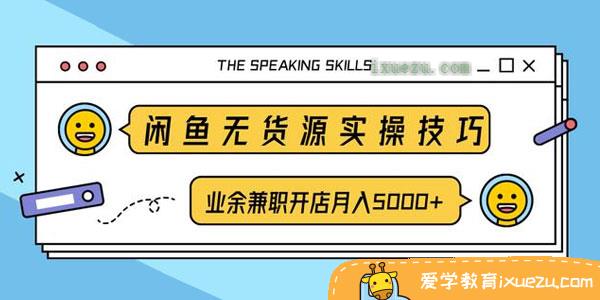 THE SPEAKING SKILLS
ixuezu.com
闲鱼无货源实操技巧
业余兼职开店月入5000+
爱学教育ixuezu.com